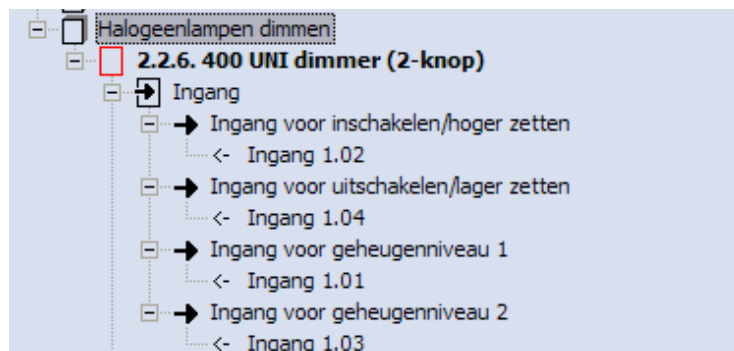 Halogeenlampen dimmen
2.2.6. 400 UNI dimmer (2-knop)
Ingang
Ingang voor inschakelen/hoger zetten
<- Ingang 1.02
Ingang voor uitschakelen/lager zetten
<- Ingang 1.04
Ingang voor geheugenniveau 1
<- Ingang 1.01
Ingang voor geheugenniveau 2
<- Ingang 1.03